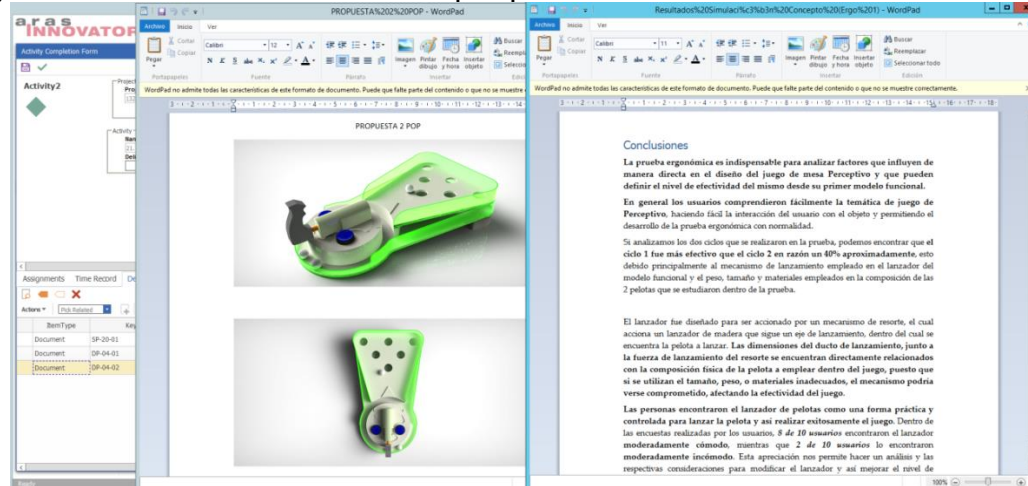 aras
INNOVATOR
Activity Completion Form
Activity2
Assignments Time Record
Actions Pick Related
ItemType Key
Document SP-20-01
Document DP-04-01
Document DP-04-02
Ready
PROPUESTA%202%20POP - WordPad
Archivo Inicio Ver
Pegar
Cortar
Copiar
Calibri 12
Imagen Pintar dibujo Fecha y hora Insertar objeto
Buscar
Portapapeles Fuente Párrafo Insertar
WordPad no admite todas las características de este formato de documento. Puede que falte parte del contenido o que no se muestre
PROPUESTA 2 POP
Resultados%20Simulaci%c3%b3n%20Concepto%20(Ergo%201) - WordPad
Archivo Inicio Ver
Pegar
Cortar
Copiar
Calibri 11
Imagen Pintar dibujo Fecha y hora Insertar objeto
Buscar
Reemplazar
Seleccionar todo
Portapapeles Fuente Párrafo Insertar Edición
WordPad no admite todas las características de este formato de documento. Puede que falte parte del contenido o que no se muestre correctamente.
Conclusiones
La prueba ergonómica es indispensable para analizar factores que influyen de
manera directa en el diseño del juego de mesa Perceptivo y que pueden
definir el nivel de efectividad del mismo desde su primer modelo funcional.
En general los usuarios comprendieron fácilmente la temática de juego de
Perceptivo, haciendo fácil la interacción del usuario con el objeto y permitiendo el
desarrollo de la prueba ergonómica con normalidad.
Si analizamos los dos ciclos que se realizaron en la prueba, podemos encontrar que el
ciclo 1 fue más efectivo que el ciclo 2 en razón un 40% aproximadamente, esto
debido principalmente al mecanismo de lanzamiento empleado en el lanzador del
modelo funcional y el peso, tamaño y materiales empleados en la composición de las
2 pelotas que se estudiaron dentro de la prueba.
El lanzador fue diseñado para ser accionado por un mecanismo de resorte, el cual
acciona un lanzador de madera que sigue un eje de lanzamiento, dentro del cual se
encuentra la pelota a lanzar. Las dimensiones del ducto de lanzamiento, junto a
la fuerza de lanzamiento del resorte se encuentran directamente relacionados
con la composición física de la pelota a emplear dentro del juego, puesto que
si se utilizan el tamaño, peso, o materiales inadecuados, el mecanismo podría
verse comprometido, afectando la efectividad del juego.
Las personas encontraron el lanzador de pelotas como una forma práctica y
controlada para lanzar la pelota y así realizar exitosamente el juego. Dentro de
las encuestas realizadas por los usuarios, 5 de 10 usuarios encontraron el lanzador
moderadamente cómodo, mientras que 2 de 10 usuarios lo encontraron
moderadamente incómodo. Esta apreciación nos permite hacer un análisis y las
respectivas consideraciones para modificar el lanzador y así mejorar el nivel de
100%